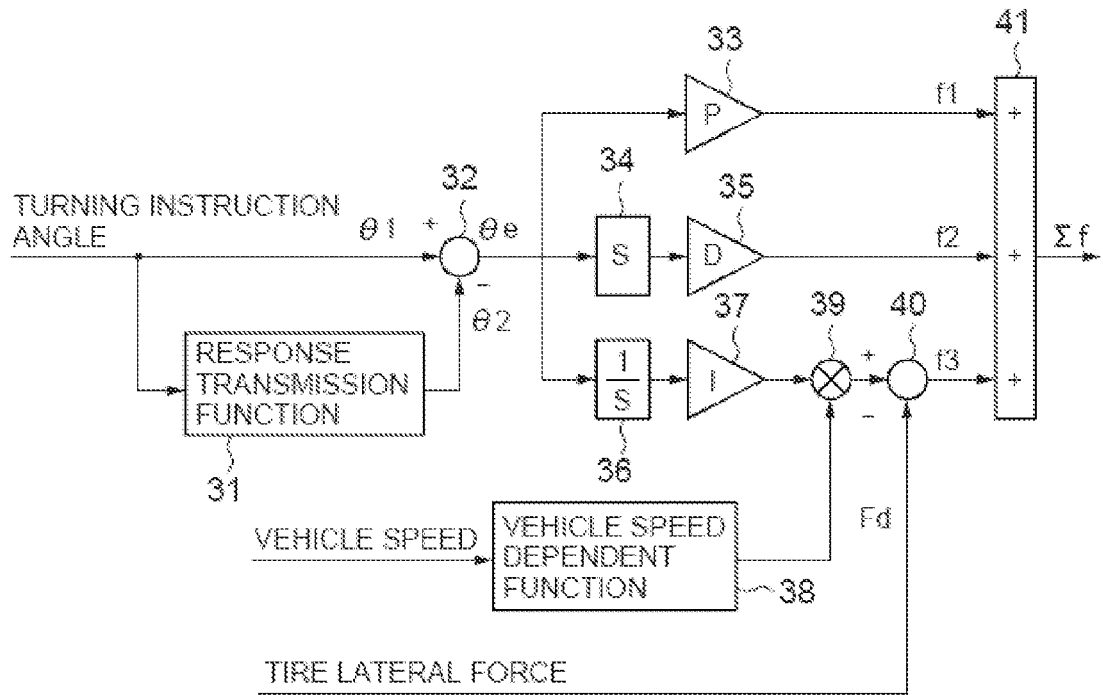 33
41
P
f1
+
32
34
35
TURNING INSTRUCTION
ANGLE
θ1
+
θe
S
D
f2
+
Σf
−
θ2
37
39
40
RESPONSE
TRANSMISSION
FUNCTION
1
S
I
+
f3
+
−
31
36
VEHICLE SPEED
VEHICLE SPEED
DEPENDENT
FUNCTION
Fd
38
TIRE LATERAL FORCE